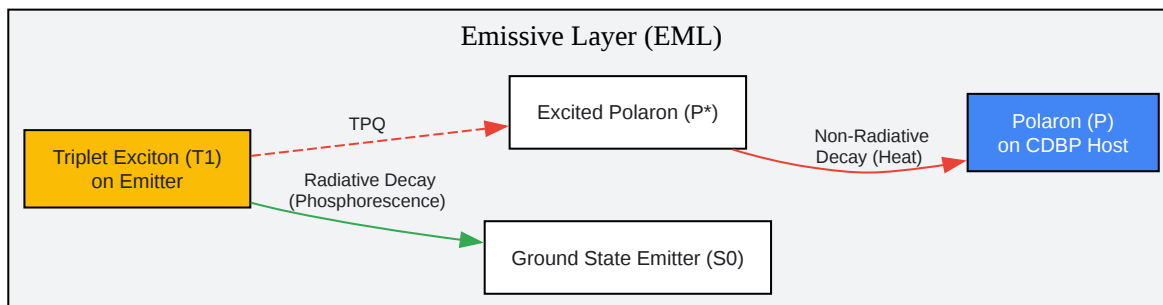 Emissive Layer (EML)
Triplet Exciton (T1)
on Emitter
TPQ
Radiative Decay
(Phosphorescence)
Excited Polaron (P*)
Ground State Emitter (S0)
Non-Radiative
Decay (Heat)
Polaron (P)
on CDBP Host